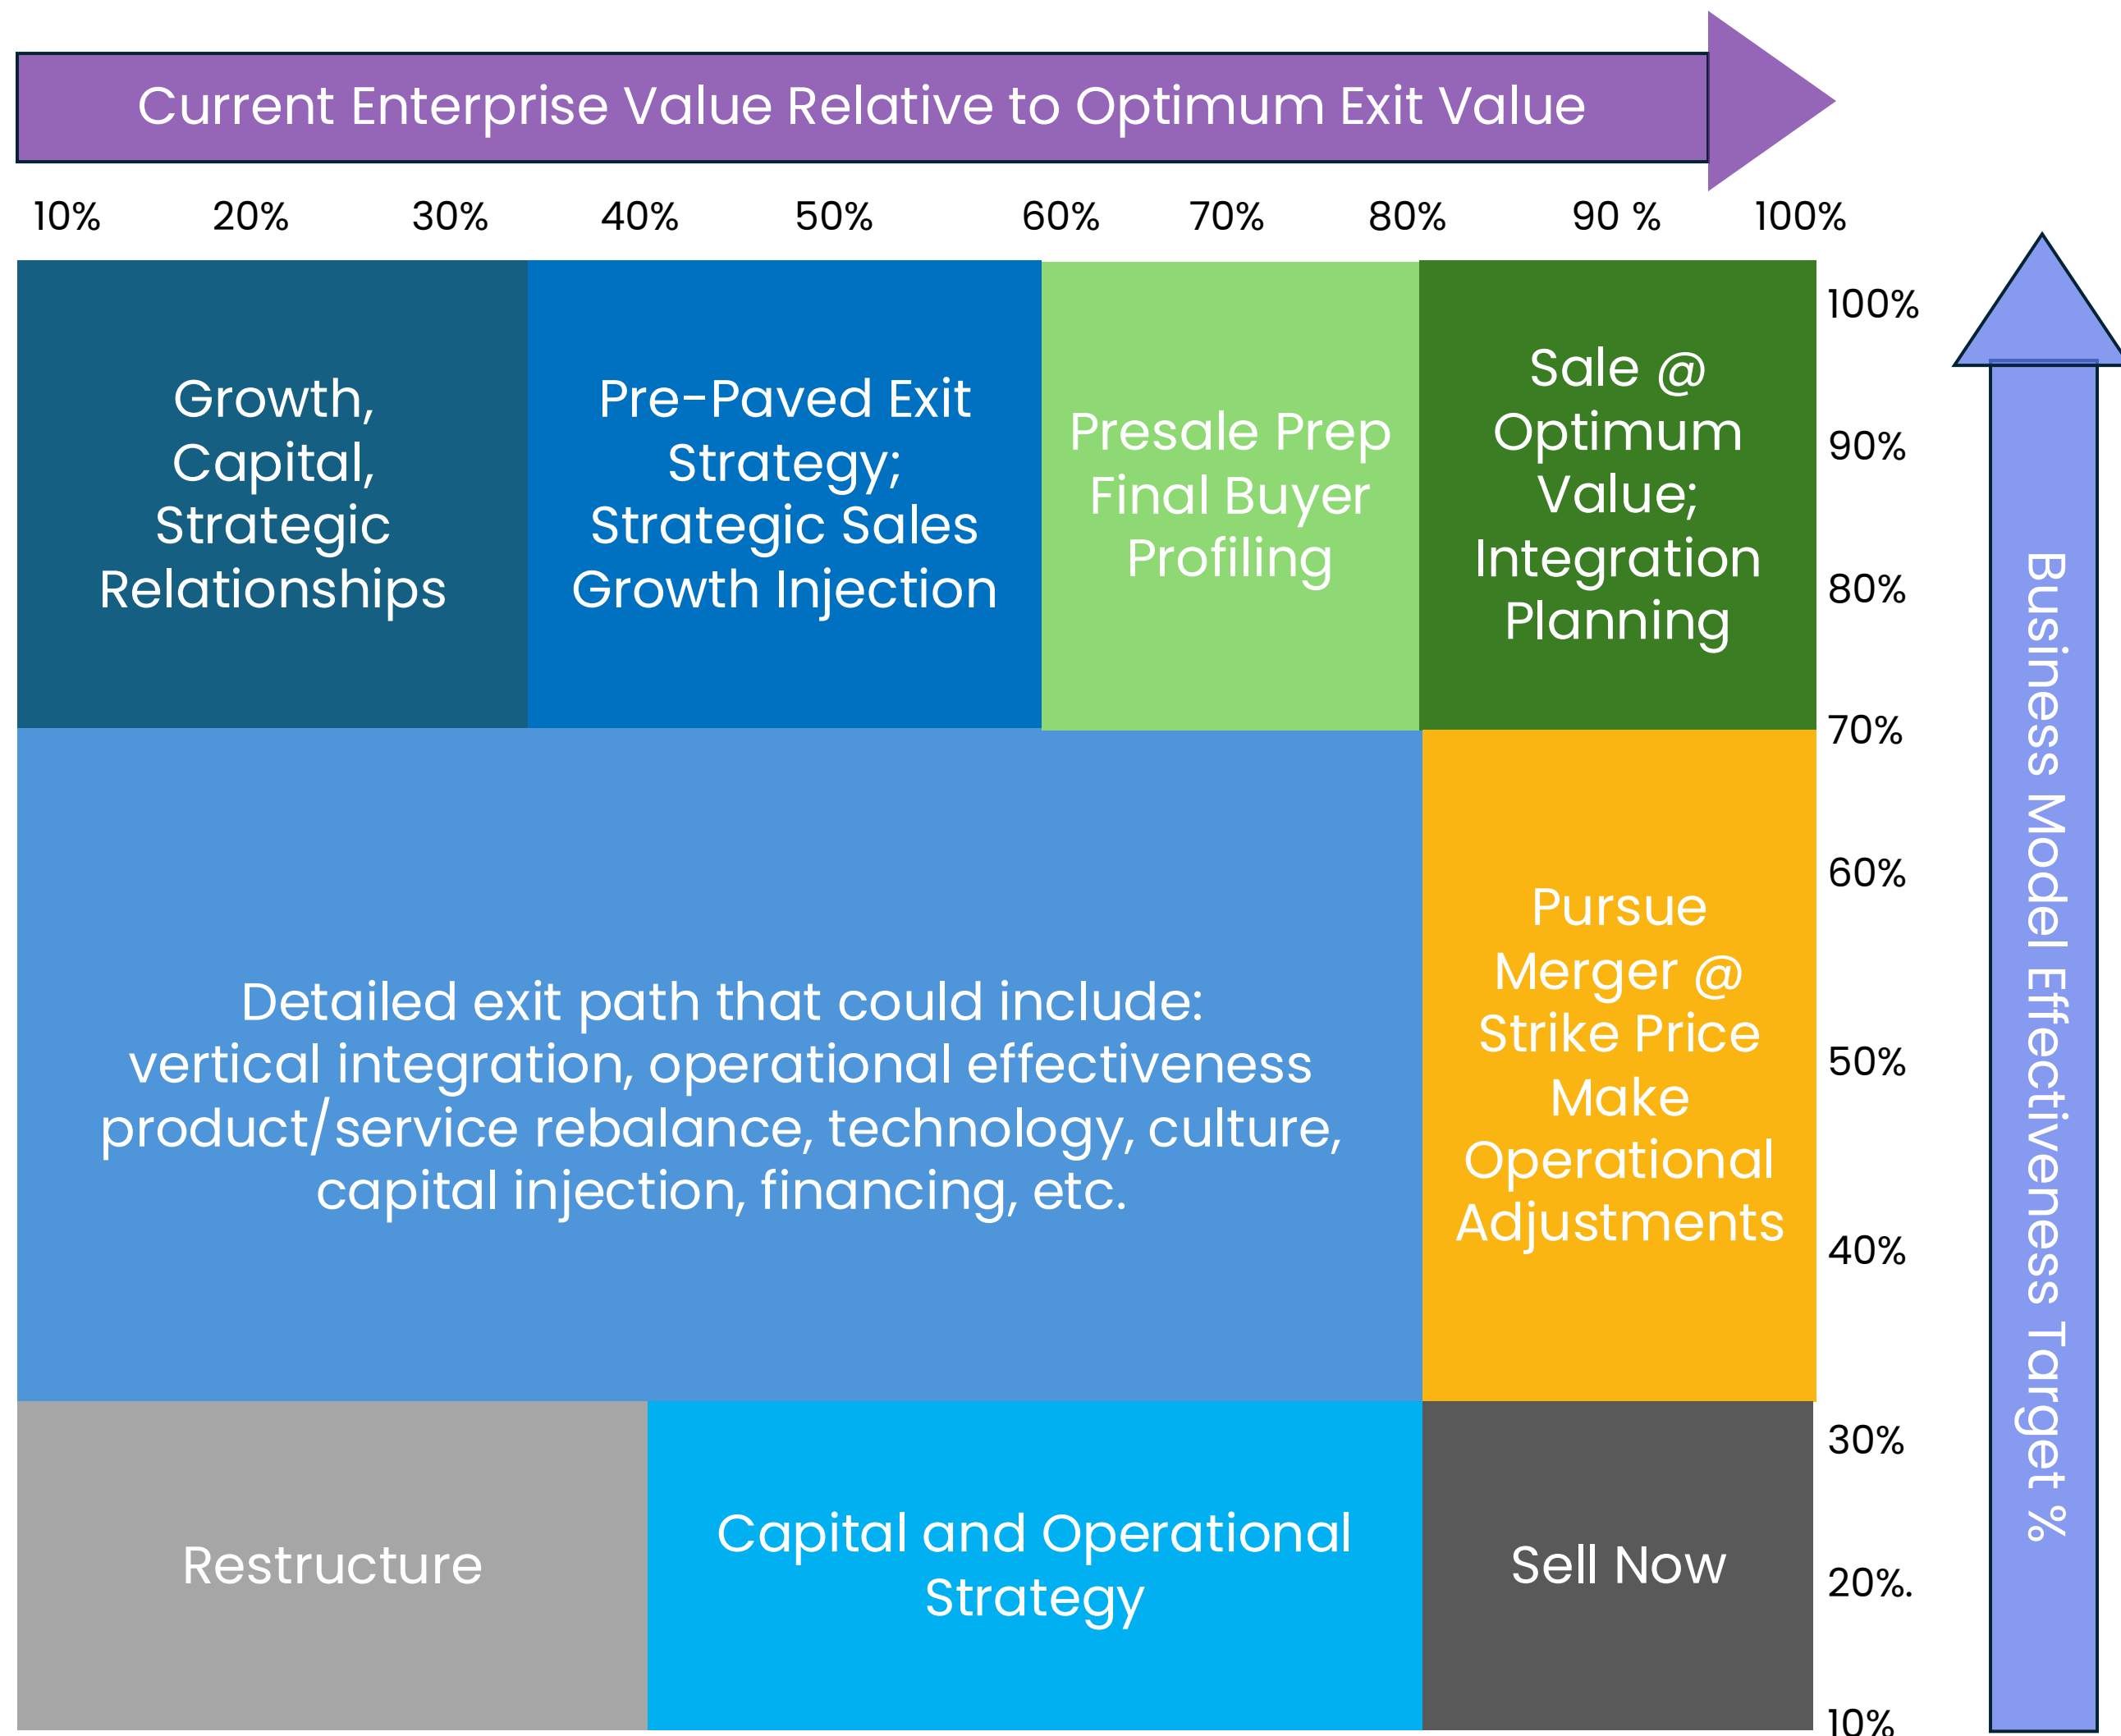 Current Enterprise Value Relative to Optimum Exit Value
10% 20% 30% 40% 50% 60% 70% 80% 90 % 100%
Growth,
Capital,
Strategic
Relationships
Pre-Paved Exit
Strategy;
Strategic Sales
Growth Injection
Presale Prep
Final Buyer
Profiling
Sale @
Optimum
Value;
Integration
Planning
100%
90%
80%
70%
60%
50%
40%
30%
20%.
10%
Business Model Effectiveness Target %
Detailed exit path that could include:
vertical integration, operational effectiveness
product/service rebalance, technology, culture,
capital injection, financing, etc.
Pursue
Merger @
Strike Price
Make
Operational
Adjustments
Restructure
Capital and Operational
Strategy
Sell Now